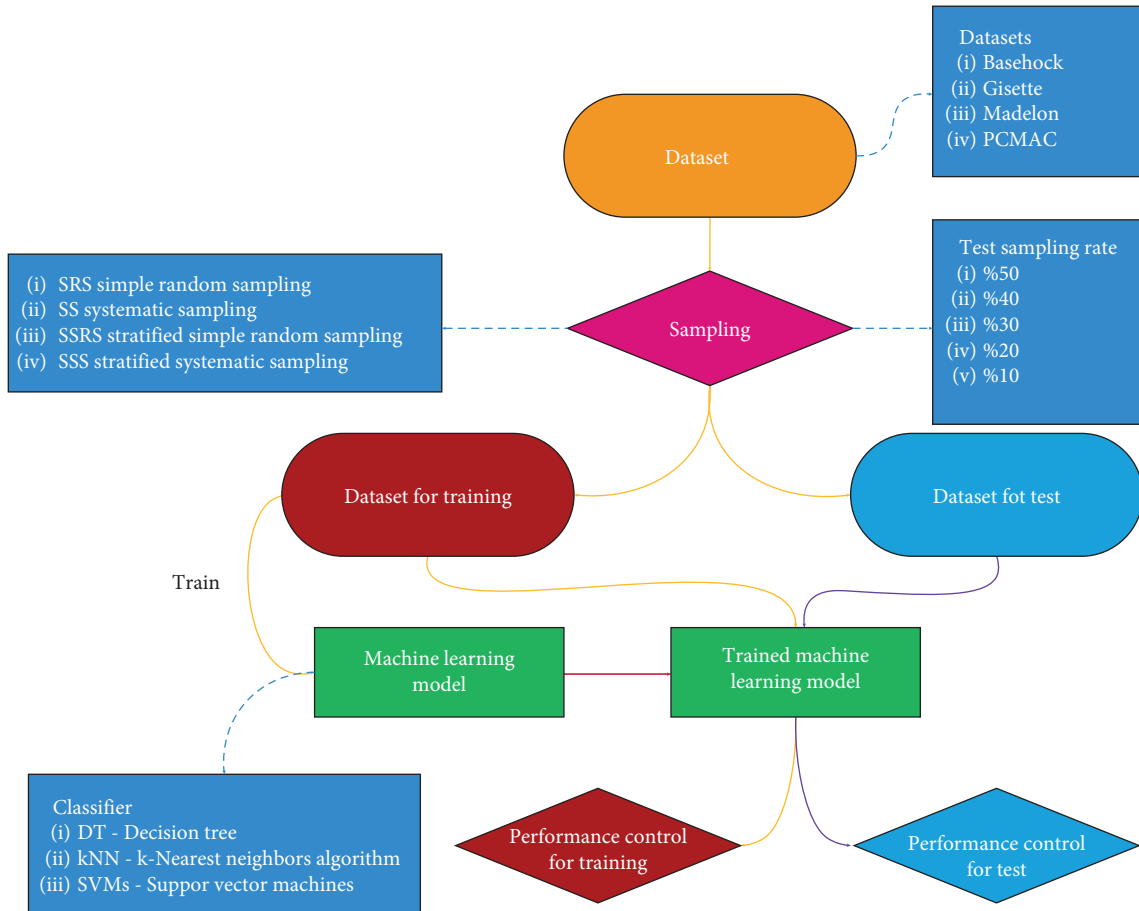 Datasets
(i) Basehock
(ii) Gisette
(iii) Madelon
(iv) PCMAC
Dataset
Test sampling rate
(i) %50
(ii) %40
(iii) %30
(iv) %20
(v) %10
(i) SRS simple random sampling
(ii) SS systematic sampling
(iii) SSRS stratified simple random sampling
(iv) SSS stratified systematic sampling
Sampling
Dataset for training
Dataset fot test
Train
Machine learning
model
Trained machine
learning model
Classifier
(i) DT - Decision tree
(ii) kNN - k-Nearest neighbors algorithm
(iii) SVMs - Suppor vector machines
Performance control
for training
Performance control
for test